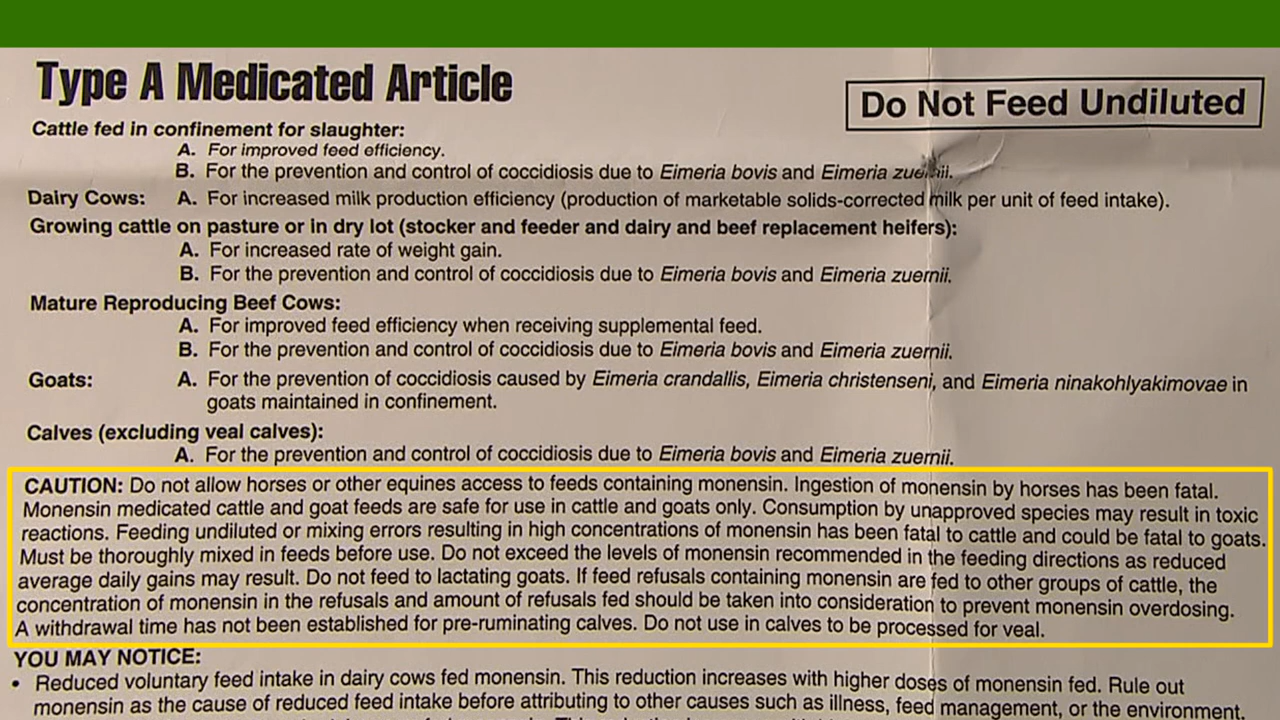 Type A Medicated Article
Do Not Feed Undiluted
Cattle fed in confinement for slaughter:
A. For improved feed efficiency.
B. For the prevention and control of coccidiosis due to Eimeria bovis and Eimeria zuernii.
Dairy Cows: A. For increased milk production efficiency (production of marketable solids-corrected milk per unit of feed intake).
Growing cattle on pasture or in dry lot (stocker and feeder and dairy and beef replacement heifers):
A. For increased rate of weight gain.
B. For the prevention and control of coccidiosis due to Eimeria bovis and Eimeria zuernii.
Mature Reproducing Beef Cows:
A. For improved feed efficiency when receiving supplemental feed.
B. For the prevention and control of coccidiosis due to Eimeria bovis and Eimeria zuernii.
Goats: A. For the prevention of coccidiosis caused by Eimeria crandallis, Eimeria christenseni, and Eimeria ninakohlyakimovae in
goats maintained in confinement.
Calves (excluding veal calves):
A. For the prevention and control of coccidiosis due to Eimeria bovis and Eimeria zuernii.
CAUTION: Do not allow horses or other equines access to feeds containing monensin. Ingestion of monensin by horses has been fatal.
Monensin medicated cattle and goat feeds are safe for use in cattle and goats only. Consumption by unapproved species may result in toxic
reactions. Feeding undiluted or mixing errors resulting in high concentrations of monensin has been fatal to cattle and could be fatal to goats.
Must be thoroughly mixed in feeds before use. Do not exceed the levels of monensin recommended in the feeding directions as reduced
average daily gains may result. Do not feed to lactating goats. If feed refusals containing monensin are fed to other groups of cattle, the
concentration of monensin in the refusals and amount of refusals fed should be taken into consideration to prevent monensin overdosing.
A withdrawal time has not been established for pre-ruminating calves. Do not use in calves to be processed for veal.
YOU MAY NOTICE:
• Reduced voluntary feed intake in dairy cows fed monensin. This reduction increases with higher doses of monensin fed. Rule out
monensin as the cause of reduced feed intake before attributing to other causes such as illness, feed management, or the environment.